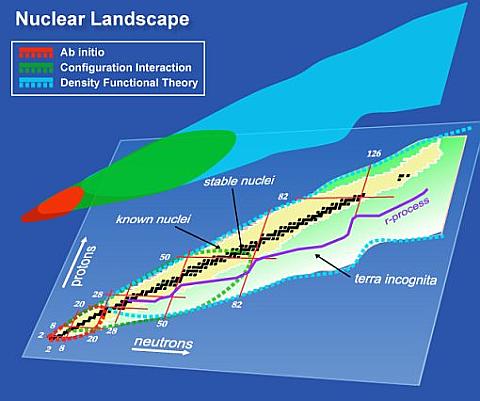 Nuclear Landscape
Ab initio
Configuration Interaction
Density Functional Theory
126
stable nuclei
82
known nuclei
r-process
50
protons
terra incognita
28
20
82
50
8
28
2
20
neutrons
2 8